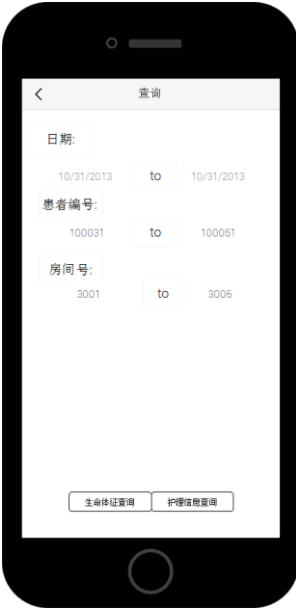 查询
日期:
10/31/2013 to 10/31/2013
患者编号:
100031 to 100051
房间号:
3001 to 3006
生命体征查询 护理信息查询